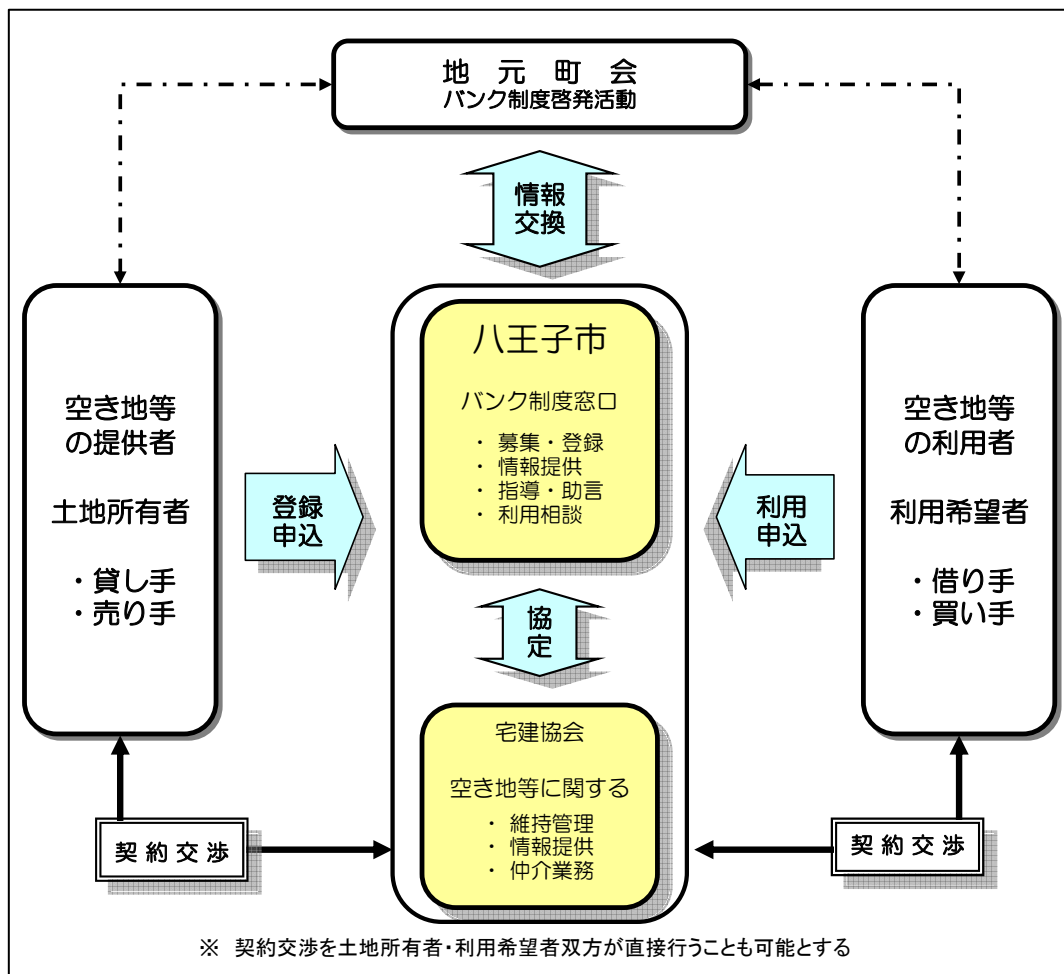 地 元 町 会
バンク制度啓発活動
情報
交換
空き地等
の提供者
土地所有者
・貸し手
・売り手
登録
申込
八王子市
バンク制度窓口
・ 募集・登録
・ 情報提供
・ 指導・助言
・ 利用相談
利用
申込
空き地等
の利用者
利用希望者
・借り手
・買い手
協
定
宅建協会
空き地等に関する
・ 維持管理
・ 情報提供
・ 仲介業務
契 約 交 渉
契 約 交 渉
※ 契約交渉を土地所有者・利用希望者双方が直接行うことも可能とする